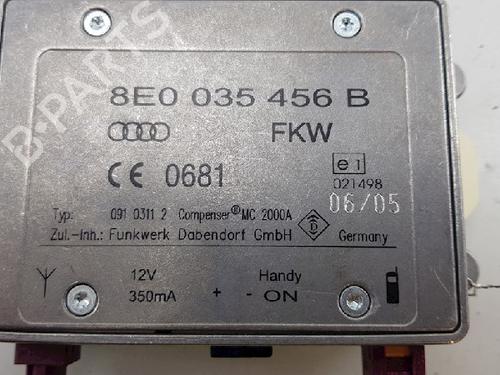 8E0 035 456 B
FKW
CE 0681
e1
021498
06/05
Typ: 091 0311 2 Compenser® MC 2000A
D
Zul.-Inh.: Funkwerk Dabendorf GmbH Germany
12V Handy
350mA + - ON